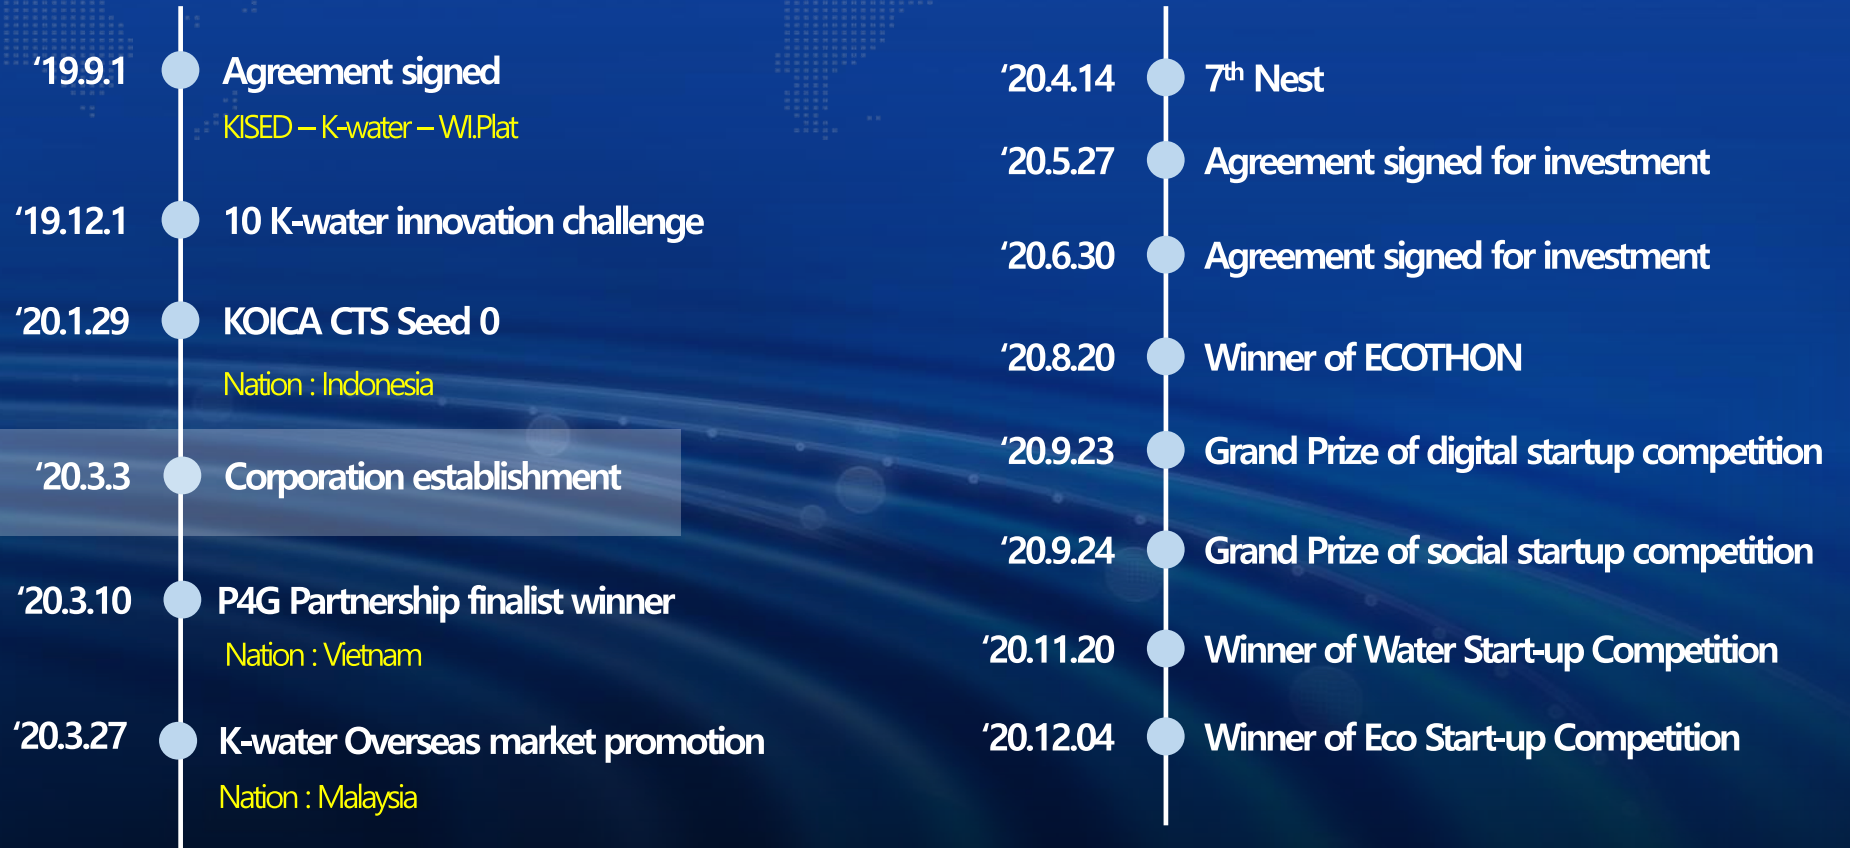 ‘19.9.1 Agreement signed
KISED – K-water – WI.Plat
‘19.12.1 10 K-water innovation challenge
‘20.1.29 KOICA CTS Seed 0
Nation : Indonesia
‘20.3.3 Corporation establishment
‘20.3.10 P4G Partnership finalist winner
Nation : Vietnam
‘20.3.27 K-water Overseas market promotion
Nation : Malaysia
‘20.4.14 7th Nest
‘20.5.27 Agreement signed for investment
‘20.6.30 Agreement signed for investment
‘20.8.20 Winner of ECOTHON
‘20.9.23 Grand Prize of digital startup competition
‘20.9.24 Grand Prize of social startup competition
‘20.11.20 Winner of Water Start-up Competition
‘20.12.04 Winner of Eco Start-up Competition